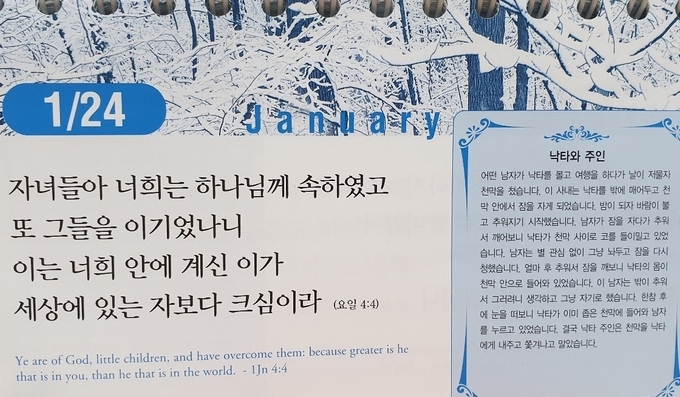 1/24
January
자녀들아 너희는 하나님께 속하였고
또 그들을 이기었나니
이는 너희 안에 계신 이가
세상에 있는 자보다 크심이라 (요일 4:4)
Ye are of God, little children, and have overcome them: because greater is he
that is in you, than he that is in the world. - 1Jn 4:4
낙타와 주인
어떤 남자가 낙타를 몰고 여행을 하다가 날이 저물자
천막을 쳤습니다. 이 사내는 낙타를 밖에 매어두고 천
막 안에서 잠을 자게 되었습니다. 밤이 되자 바람이 불
고 추워지기 시작했습니다. 남자가 잠을 자다가 추워
서 깨어보니 낙타가 천막 사이로 코를 들이밀고 있었
습니다. 남자는 별 관심 없이 그냥 놔두고 잠을 다시
청했습니다. 얼마 후 추워서 잠을 깨보니 낙타의 몸이
천막 안으로 들어와 있었습니다. 이 남자는 밖이 추워
서 그러려니 생각하고 그냥 자기로 했습니다. 한참 후
에 눈을 떠보니 낙타가 이미 좁은 천막에 들어와 남자
를 누르고 있었습니다. 결국 낙타 주인은 천막을 낙타
에게 내주고 쫓겨나고 말았습니다.